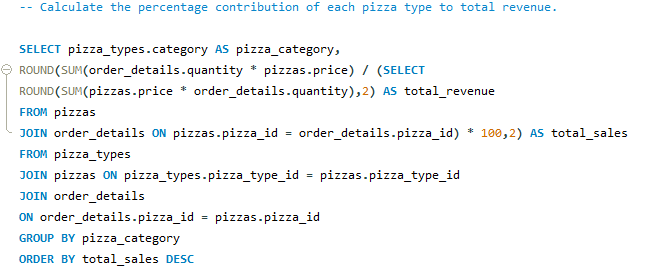 -- Calculate the percentage contribution of each pizza type to total revenue.
SELECT pizza_types.category AS pizza_category,
ROUND(SUM(order_details.quantity * pizzas.price) / (SELECT
ROUND(SUM(pizzas.price * order_details.quantity),2) AS total_revenue
FROM pizzas
JOIN order_details ON pizzas.pizza_id = order_details.pizza_id) * 100,2) AS total_sales
FROM pizza_types
JOIN pizzas ON pizza_types.pizza_type_id = pizzas.pizza_type_id
JOIN order_details
ON order_details.pizza_id = pizzas.pizza_id
GROUP BY pizza_category
ORDER BY total_sales DESC